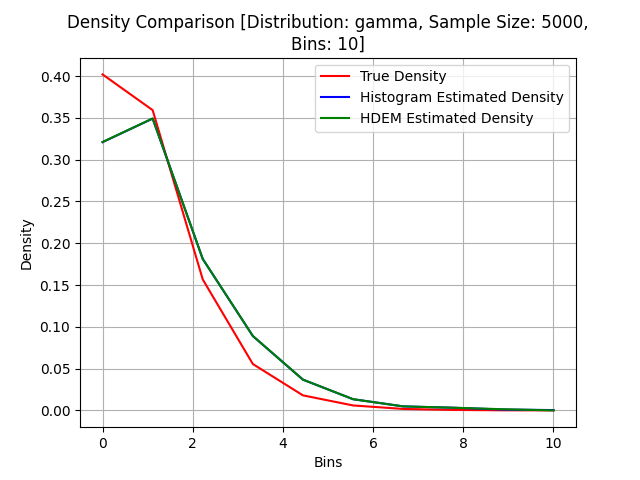 Density Comparison [Distribution: gamma, Sample Size: 5000,
Bins: 10]
True Density
Histogram Estimated Density
HDEM Estimated Density
Density
0.40
0.35
0.30
0.25
0.20
0.15
0.10
0.05
0.00
0 2 4 6 8 10
Bins